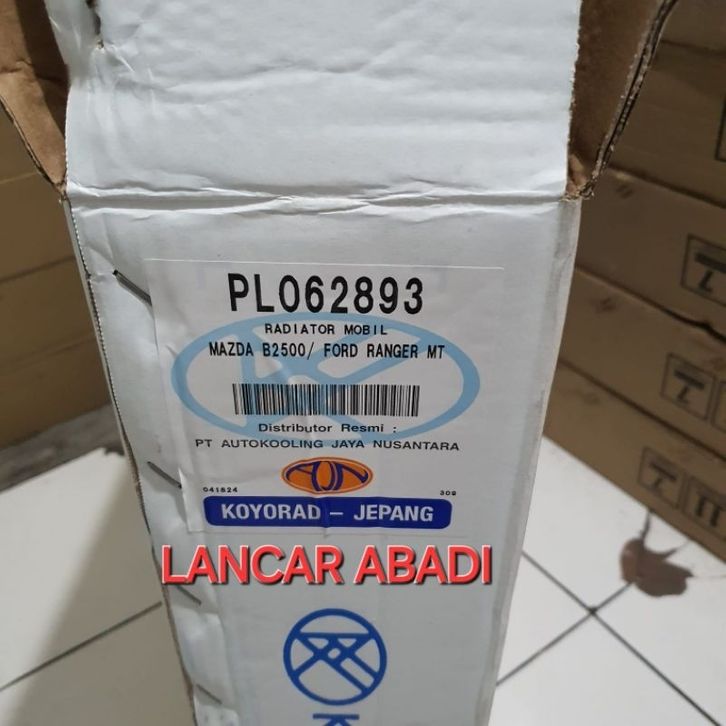 PL062893
RADIATOR MOBIL
MAZDA B2500/ FORD RANGER MT
Distributor Resmi :
PT AUTOKOOLING JAYA NUSANTARA
AJN
041824 309
KOYORAD - JEPANG
LANCAR ABADI
K